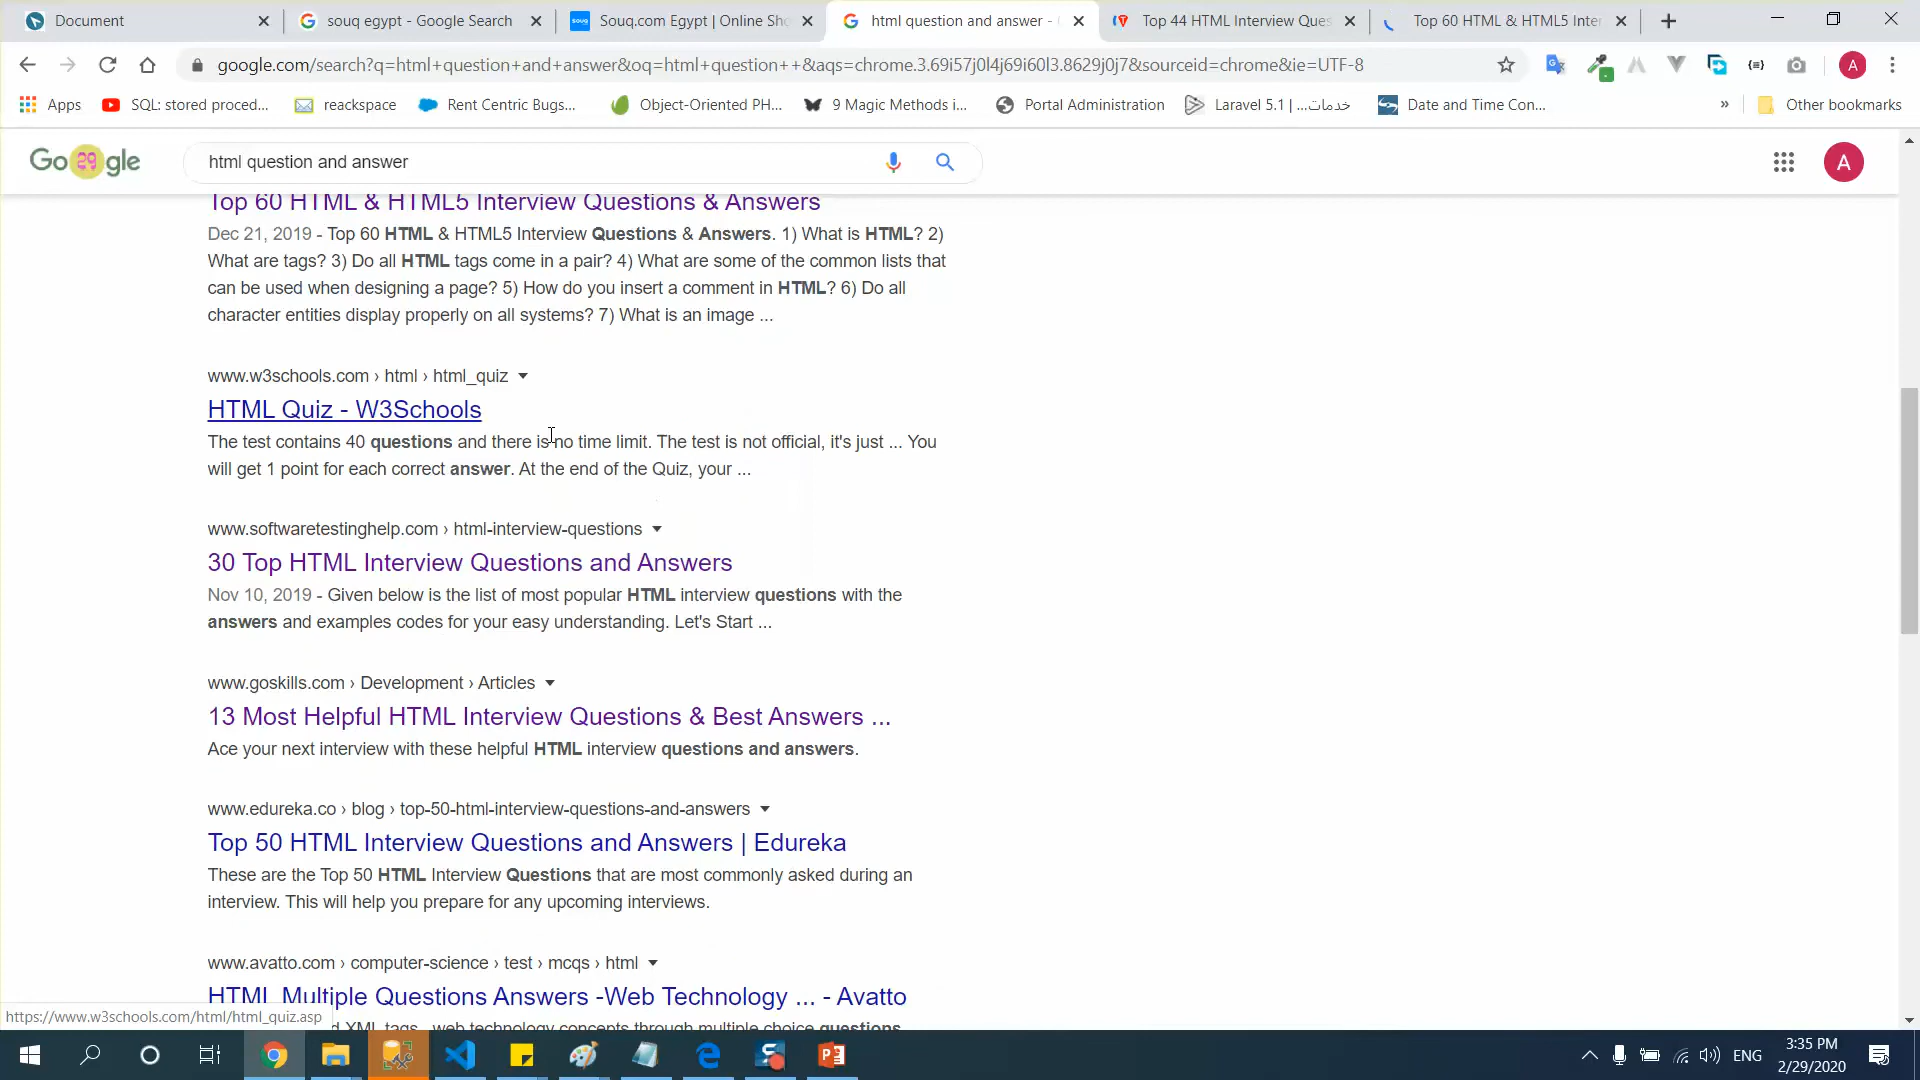 Document
souq egypt - Google Search
Souq.com Egypt | Online Sho
html question and answer -
Top 44 HTML Interview Ques
Top 60 HTML & HTML5 Inter
google.com/search?q=html+question+and+answer&oq=html+question++&aqs=chrome.3.69i57j0l4j69i60l3.8629j0j7&sourceid=chrome&ie=UTF-8
A
Apps
SQL: stored proced...
reackspace
Rent Centric Bugs...
Object-Oriented PH...
9 Magic Methods i...
Portal Administration
Laravel 5.1 | ...خدمات
Date and Time Con...
»
Other bookmarks
Go29gle
html question and answer
A
Top 60 HTML & HTML5 Interview Questions & Answers
Dec 21, 2019 - Top 60 HTML & HTML5 Interview Questions & Answers. 1) What is HTML? 2)
What are tags? 3) Do all HTML tags come in a pair? 4) What are some of the common lists that
can be used when designing a page? 5) How do you insert a comment in HTML? 6) Do all
character entities display properly on all systems? 7) What is an image ...
www.w3schools.com › html › html_quiz
HTML Quiz - W3Schools
The test contains 40 questions and there is no time limit. The test is not official, it's just ... You
will get 1 point for each correct answer. At the end of the Quiz, your ...
www.softwaretestinghelp.com › html-interview-questions
30 Top HTML Interview Questions and Answers
Nov 10, 2019 - Given below is the list of most popular HTML interview questions with the
answers and examples codes for your easy understanding. Let's Start ...
www.goskills.com › Development › Articles
13 Most Helpful HTML Interview Questions & Best Answers ...
Ace your next interview with these helpful HTML interview questions and answers.
www.edureka.co › blog › top-50-html-interview-questions-and-answers
Top 50 HTML Interview Questions and Answers | Edureka
These are the Top 50 HTML Interview Questions that are most commonly asked during an
interview. This will help you prepare for any upcoming interviews.
www.avatto.com › computer-science › test › mcqs › html
HTML Multiple Questions Answers -Web Technology ... - Avatto
https://www.w3schools.com/html/html_quiz.asp
d XML tags , web technology concepts through multiple choice questions
ENG
3:35 PM
2/29/2020